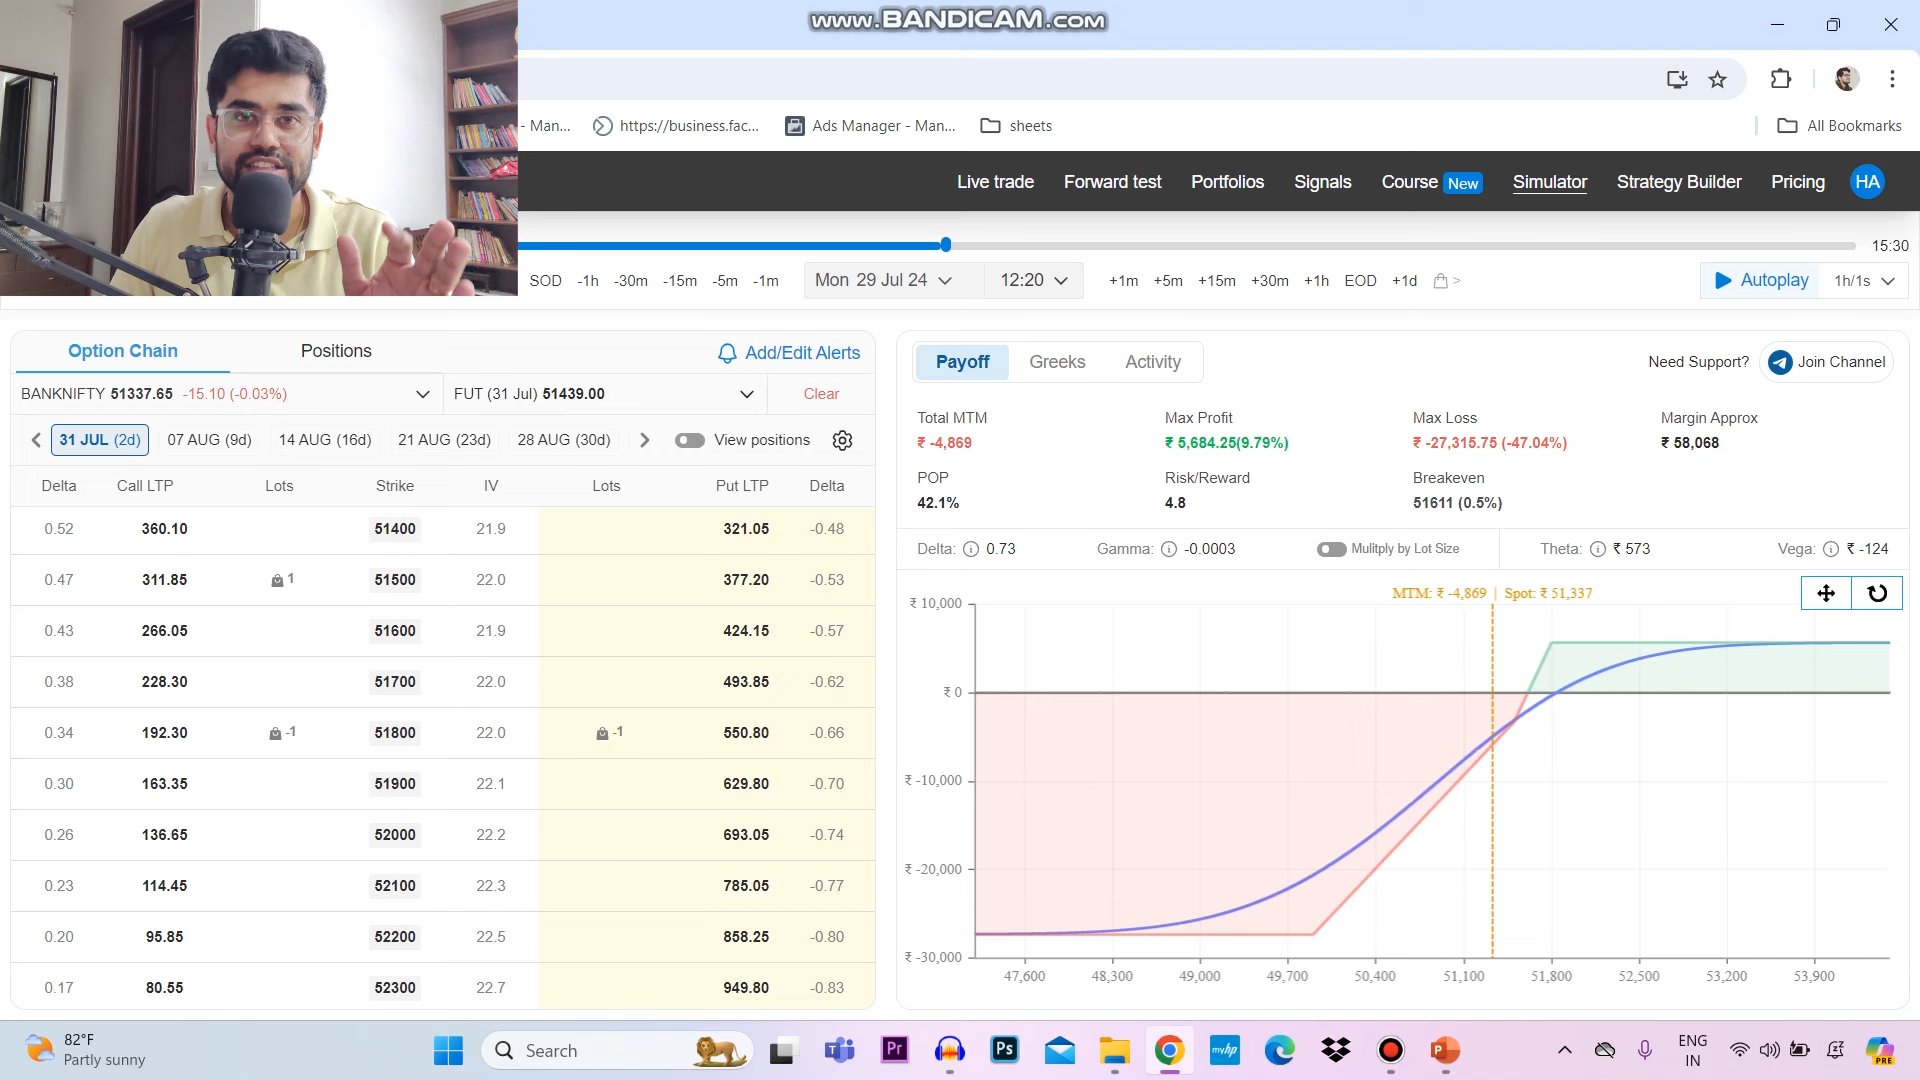 www.BANDICAM.com
- Man...
https://business.fac...
Ads Manager - Man...
sheets
All Bookmarks
Live trade
Forward test
Portfolios
Signals
Course New
Simulator
Strategy Builder
Pricing
HA
15:30
SOD -1h -30m -15m -5m -1m
Mon 29 Jul 24
12:20
+1m +5m +15m +30m +1h EOD +1d >
Autoplay
1h/1s
Option Chain
Positions
Add/Edit Alerts
BANKNIFTY 51337.65 -15.10 (-0.03%)
FUT (31 Jul) 51439.00
Clear
31 JUL (2d) 07 AUG (9d) 14 AUG (16d) 21 AUG (23d) 28 AUG (30d)
View positions
Delta Call LTP Lots Strike IV Lots Put LTP Delta
0.52 360.10 51400 21.9 321.05 -0.48
0.47 311.85 1 51500 22.0 377.20 -0.53
0.43 266.05 51600 21.9 424.15 -0.57
0.38 228.30 51700 22.0 493.85 -0.62
0.34 192.30 -1 51800 22.0 -1 550.80 -0.66
0.30 163.35 51900 22.1 629.80 -0.70
0.26 136.65 52000 22.2 693.05 -0.74
0.23 114.45 52100 22.3 785.05 -0.77
0.20 95.85 52200 22.5 858.25 -0.80
0.17 80.55 52300 22.7 949.80 -0.83
Payoff
Greeks
Activity
Need Support?
Join Channel
Total MTM Max Profit Max Loss Margin Approx
₹ -4,869 ₹ 5,684.25(9.79%) ₹ -27,315.75 (-47.04%) ₹ 58,068
POP Risk/Reward Breakeven
42.1% 4.8 51611 (0.5%)
Delta: 0.73 Gamma: -0.0003 Mulitply by Lot Size Theta: ₹ 573 Vega: ₹ -124
MTM: ₹ -4,869 | Spot: ₹ 51,337
₹ 10,000
₹ 0
₹ -10,000
₹ -20,000
₹ -30,000
47,600 48,300 49,000 49,700 50,400 51,100 51,800 52,500 53,200 53,900
82°F
Partly sunny
Search
Pr
Ps
myhp
P
ENG
IN
PRE